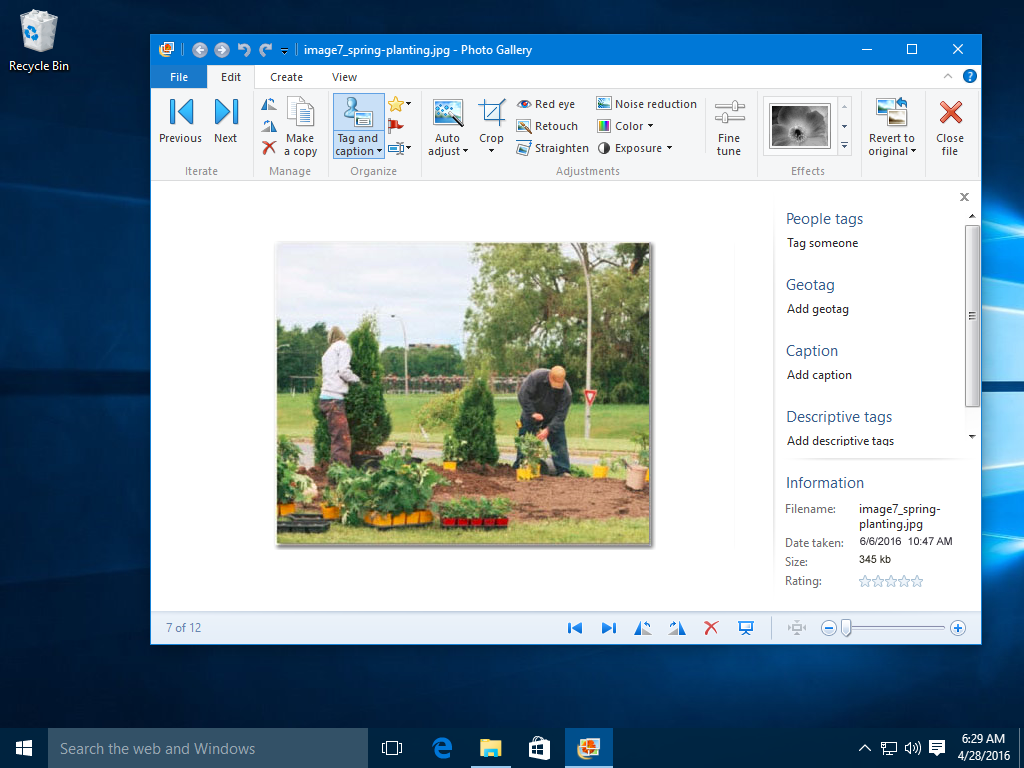 Recycle Bin
image7_spring-planting.jpg - Photo Gallery
File Edit Create View
Previous Next
Make a copy
Tag and caption
Auto adjust
Crop
Red eye
Retouch
Straighten
Noise reduction
Color
Exposure
Fine tune
Revert to original
Close file
Iterate Manage Organize Adjustments Effects
People tags
Tag someone
Geotag
Add geotag
Caption
Add caption
Descriptive tags
Add descriptive tags
Information
Filename: image7_spring-
planting.jpg
Date taken: 6/6/2016 10:47 AM
Size: 345 kb
Rating:
7 of 12
Search the web and Windows
6:29 AM
4/28/2016